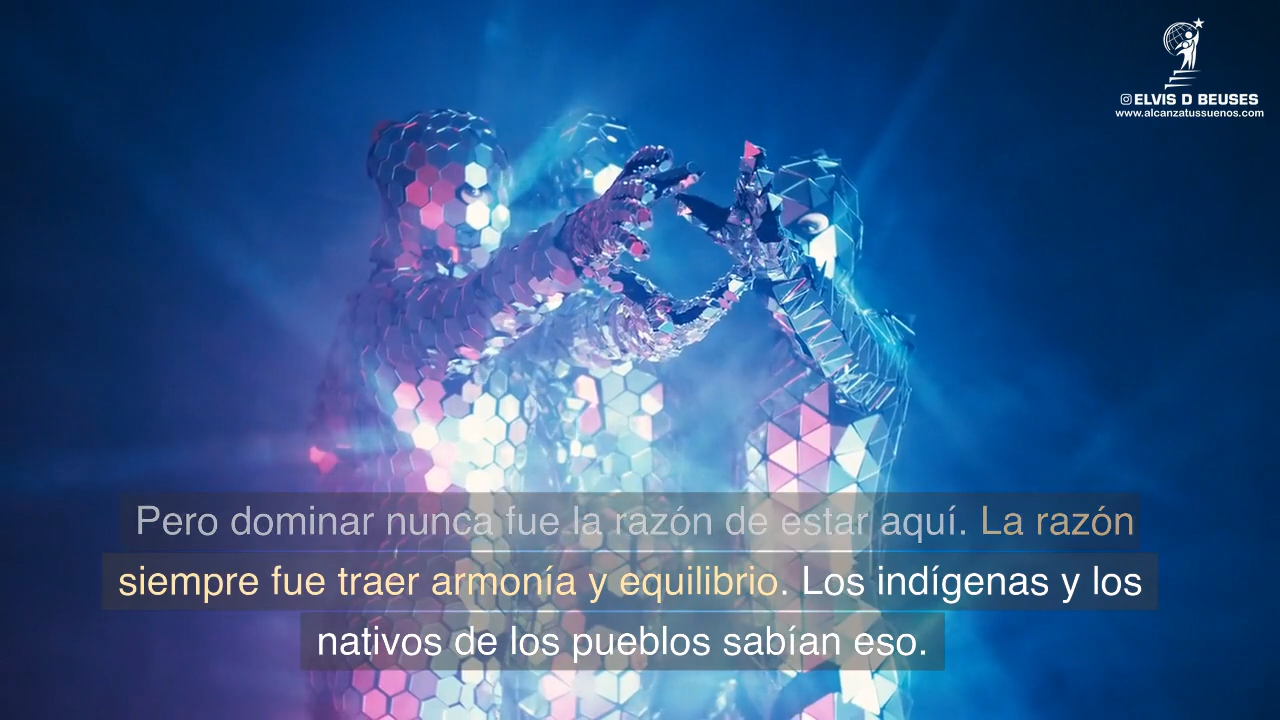 ELVIS D BEUSES
www.alcanzatussuenos.com
Pero dominar nunca fue la razón de estar aquí. La razón
siempre fue traer armonía y equilibrio. Los indígenas y los
nativos de los pueblos sabían eso.